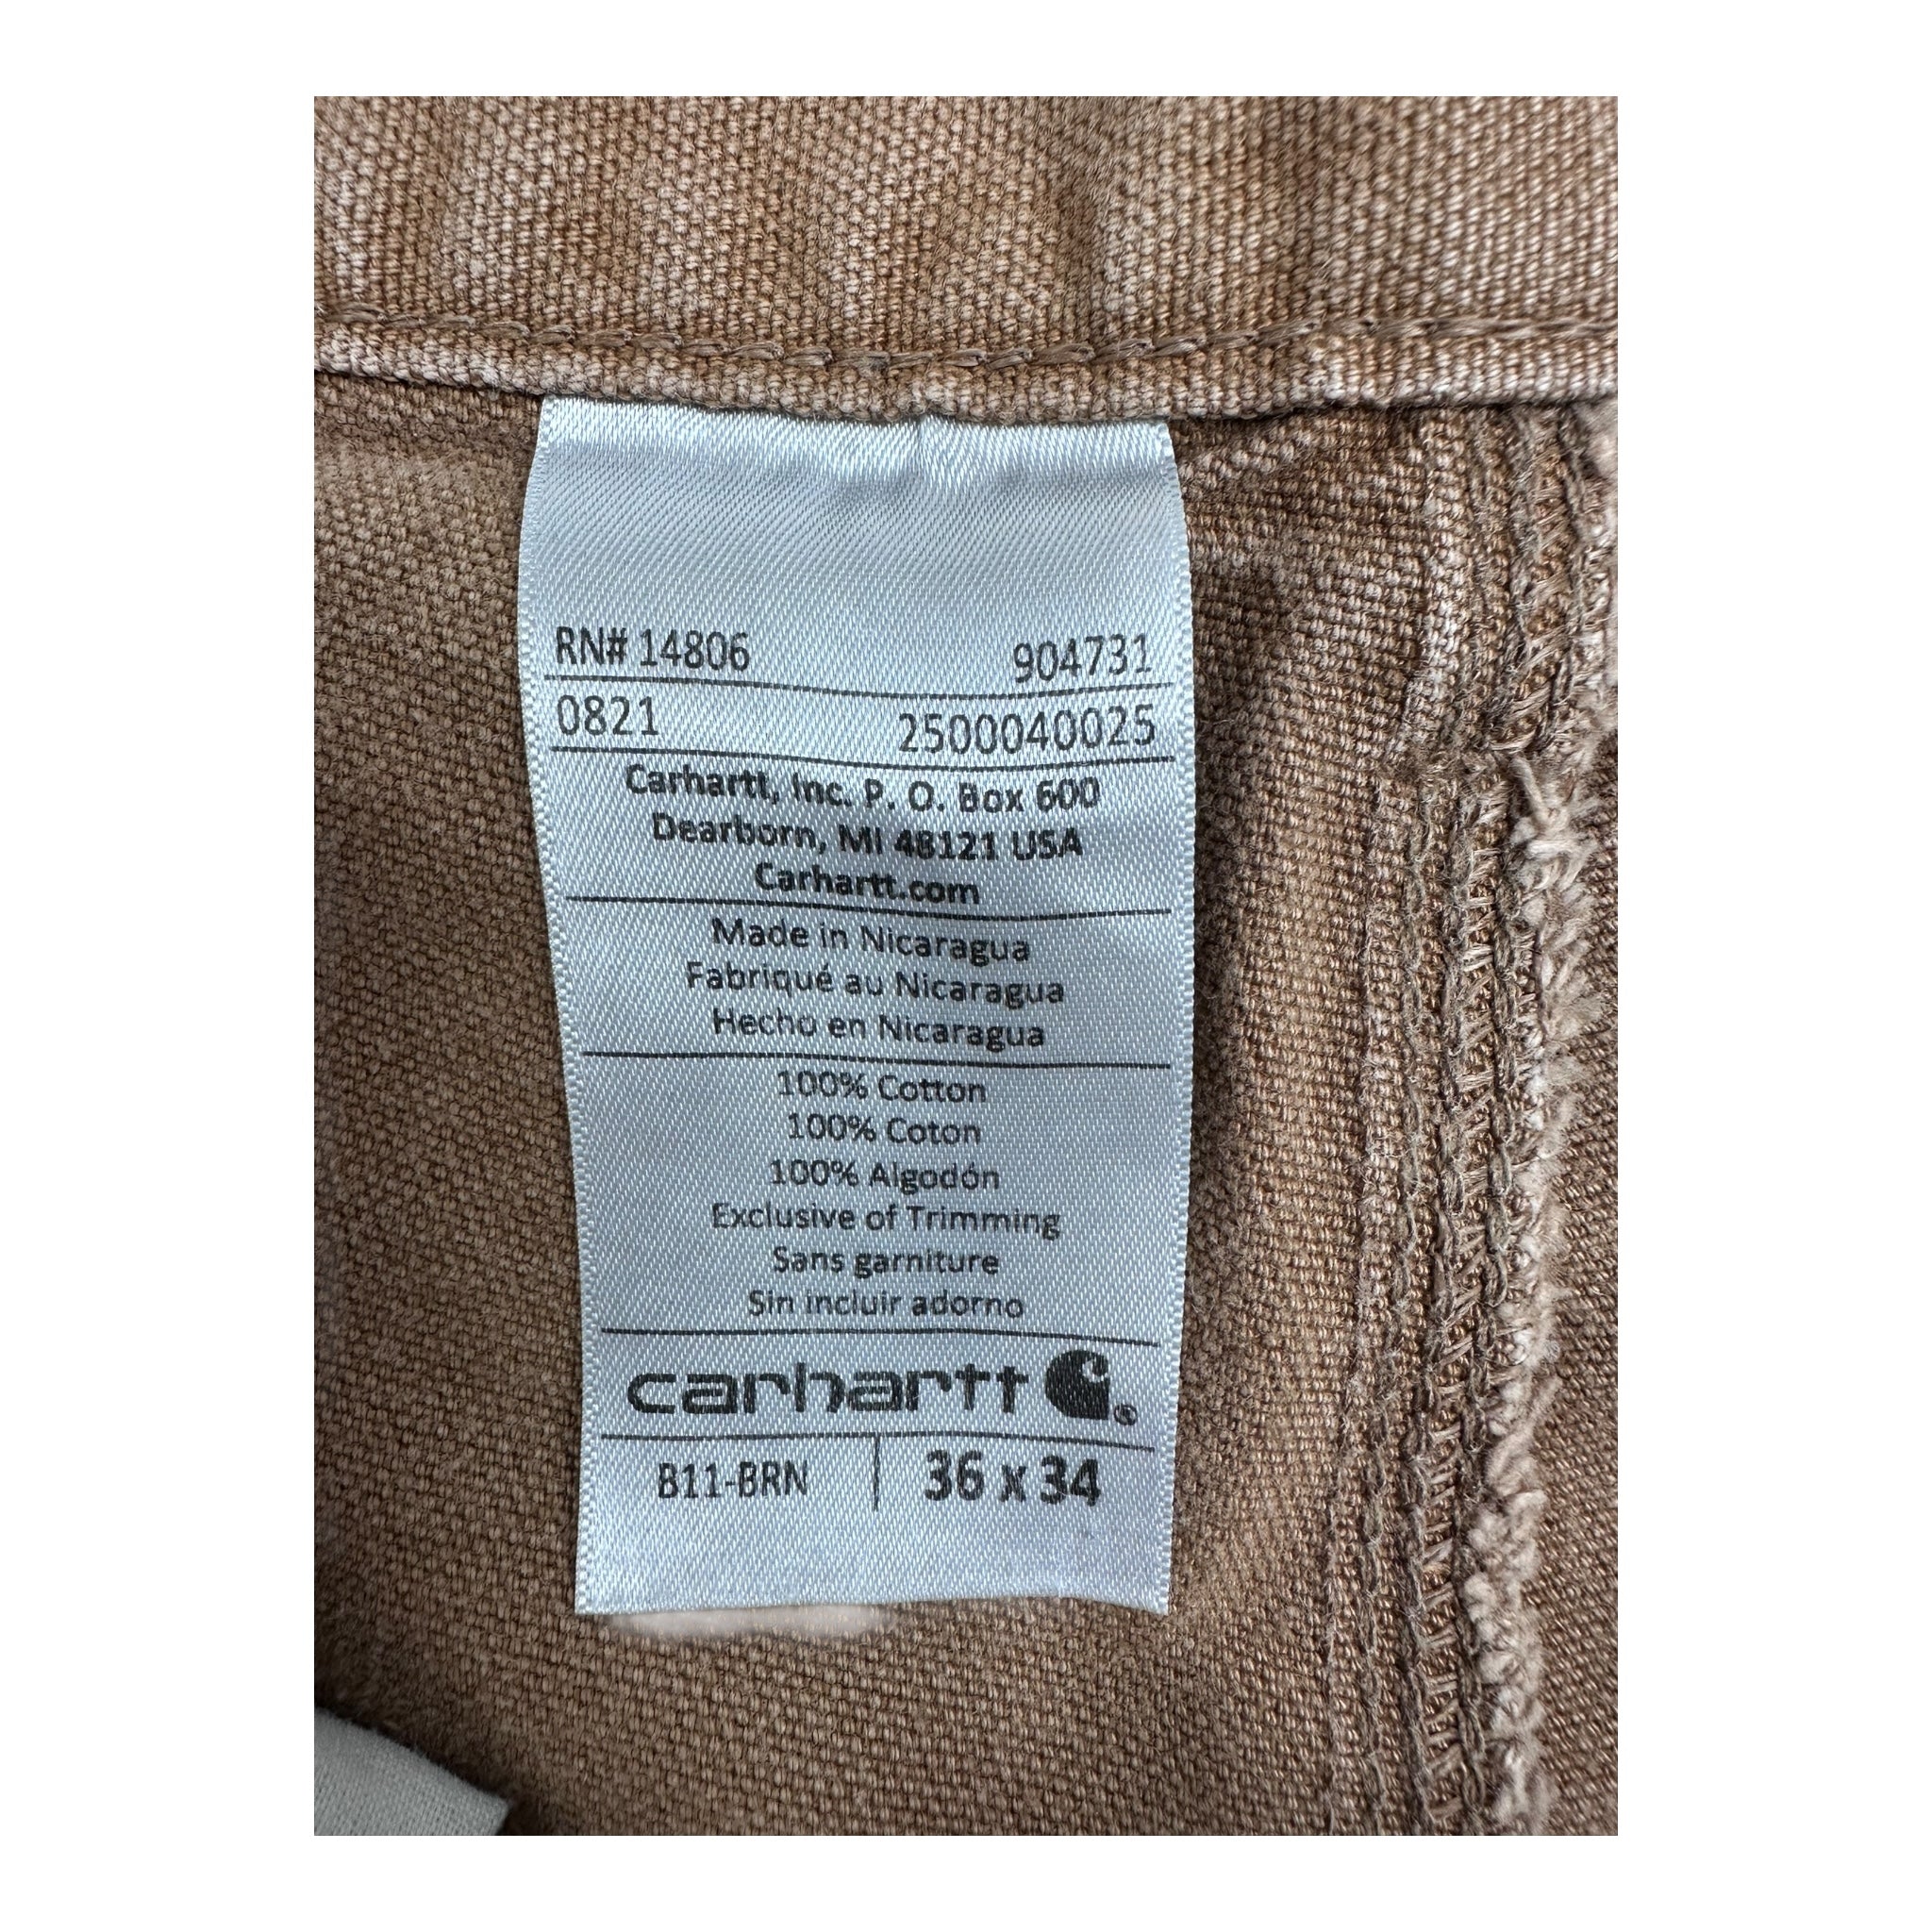 RN# 14806 904731
0821 2500040025
Carhartt, Inc. P. O. Box 600
Dearborn, MI 48121 USA
Carhartt.com
Made in Nicaragua
Fabriqué au Nicaragua
Hecho en Nicaragua
100% Cotton
100% Coton
100% Algodón
Exclusive of Trimming
Sans garniture
Sin incluir adorno
carhartt ®
B11-BRN 36 x 34